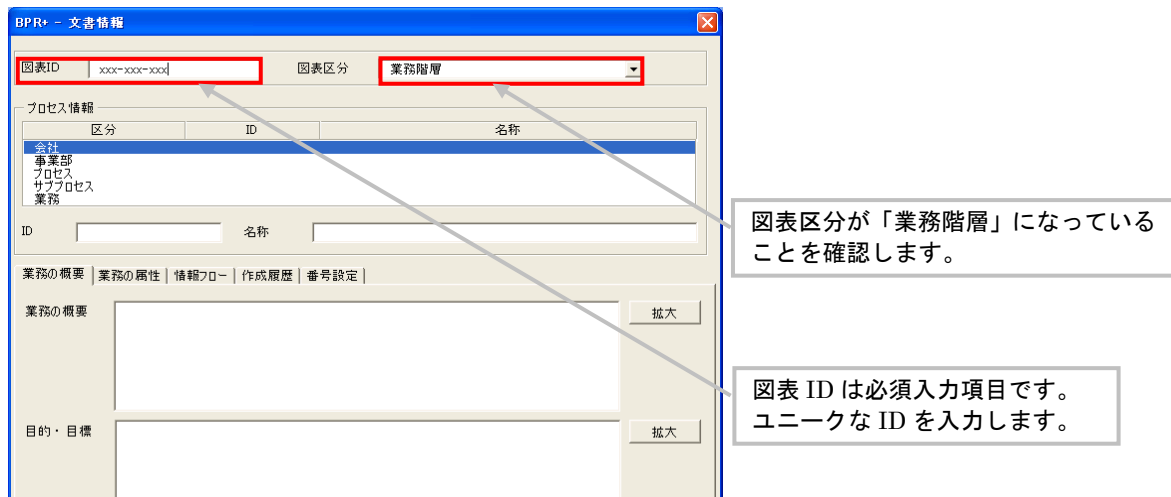 BPR+ - 文書情報
図表ID xxx-xxx-xxx 図表区分 業務階層
プロセス情報
区分 ID 名称
会社
事業部
プロセス
サブプロセス
業務
ID 名称
図表区分が「業務階層」になっている
ことを確認します。
業務の概要 業務の属性 情報フロー 作成履歴 番号設定
業務の概要 拡大
図表 ID は必須入力項目です。
ユニークな ID を入力します。
目的・目標 拡大